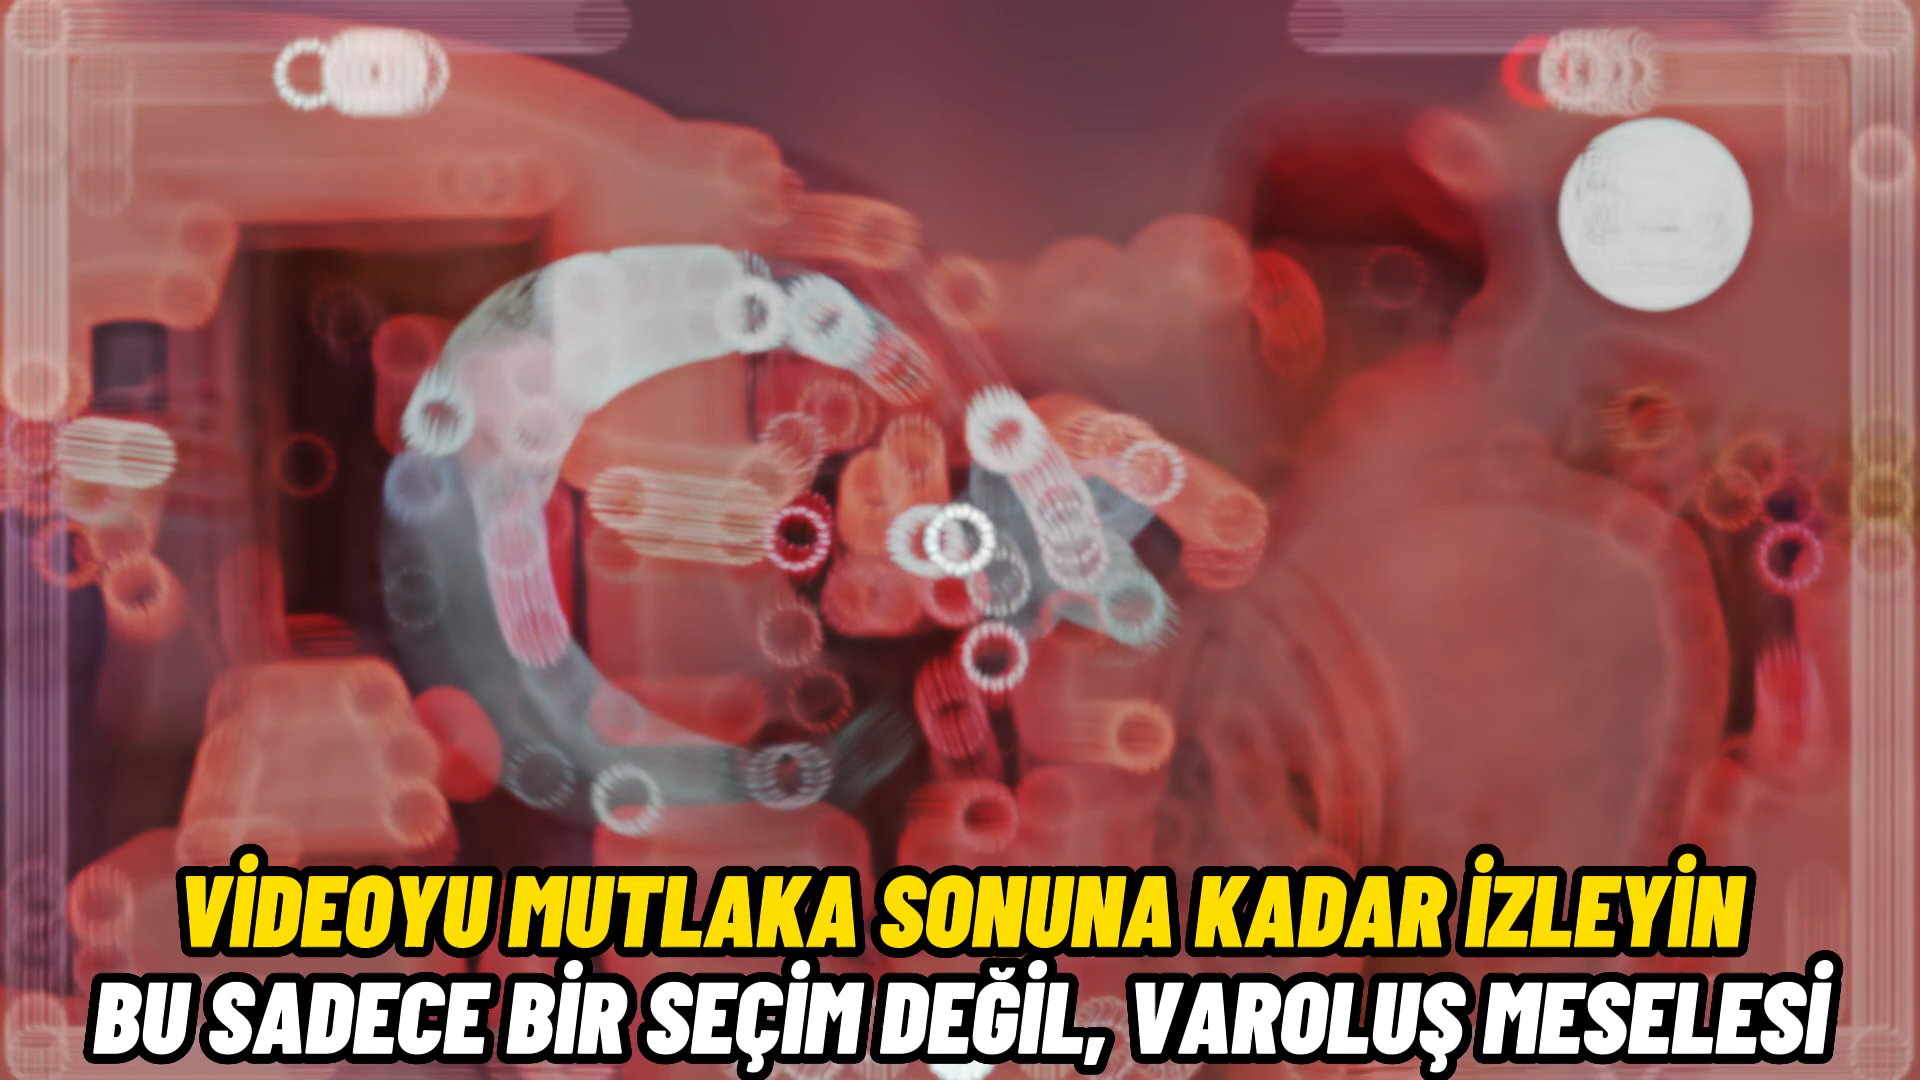 VİDEOYU MUTLAKA SONUNA KADAR İZLEYİN
BU SADECE BİR SEÇİM DEĞİL, VAROLUŞ MESELESİ